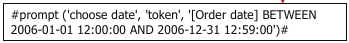 #prompt ('choose date', 'token', '[Order date] BETWEEN
2006-01-01 12:00:00 AND 2006-12-31 12:59:00')#